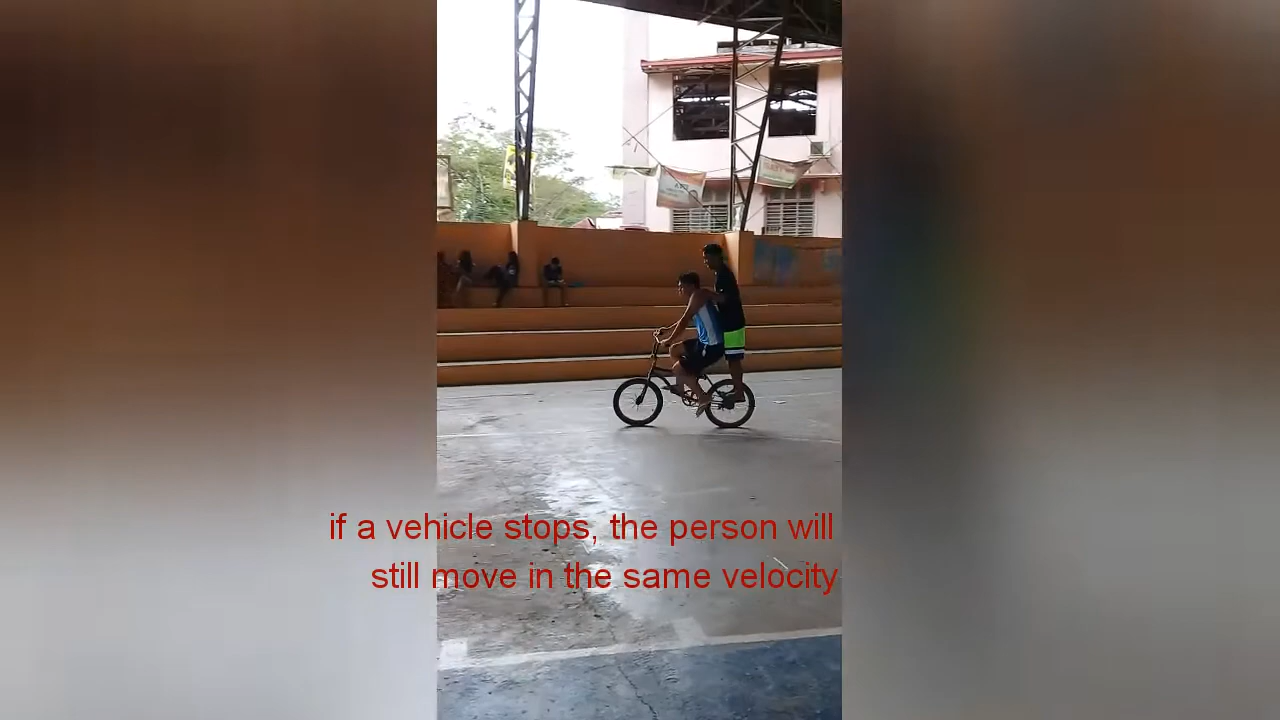 if a vehicle stops, the person will
still move in the same velocity